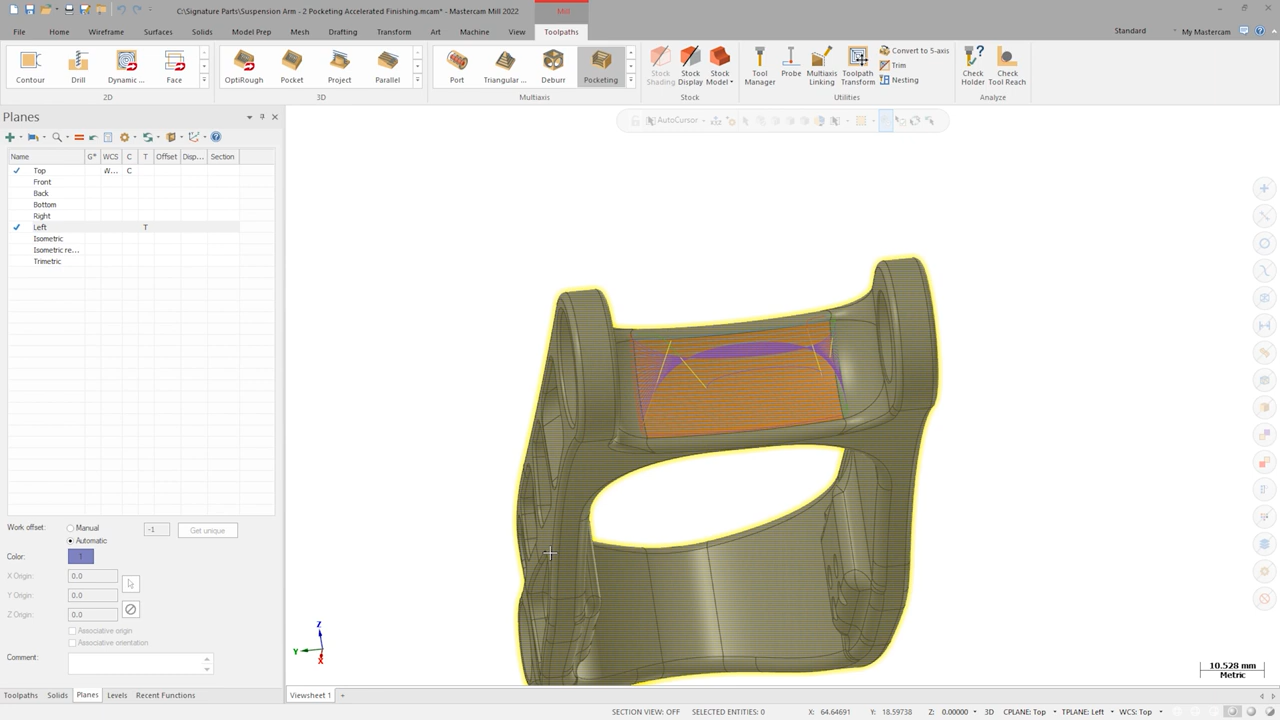 C:\Signature Parts\Suspension Arm - 2 Pocketing Accelerated Finishing.mcam* - Mastercam Mill 2022
Mill
File Home Wireframe Surfaces Solids Model Prep Mesh Drafting Transform Art Machine View Toolpaths
Standard My Mastercam
Contour Drill Dynamic ... Face
2D
OptiRough Pocket Project Parallel
3D
Port Triangular ... Deburr Pocketing
Multiaxis
Stock Shading Stock Display Stock Model
Stock
Tool Manager Probe Multiaxis Linking Toolpath Transform
Convert to 5-axis
Trim
Nesting
Utilities
Check Holder Check Tool Reach
Analyze
Planes
AutoCursor
Name G* WCS C T Offset Disp... Section
Top W... C
Front
Back
Bottom
Right
Left T
Isometric
Isometric re...
Trimetric
Work offset: Manual -1 Get unique
Automatic
Color: 1
X Origin: 0.0
Y Origin: 0.0
Z Origin: 0.0
Associative origin
Associative orientation
Comment:
Z
Y
X
10.528 mm
Metric
Toolpaths Solids Planes Levels Recent Functions
Viewsheet 1 +
SECTION VIEW: OFF SELECTED ENTITIES: 0 X: 64.64691 Y: 18.59738 Z: 0.00000 3D CPLANE: Top TPLANE: Left WCS: Top